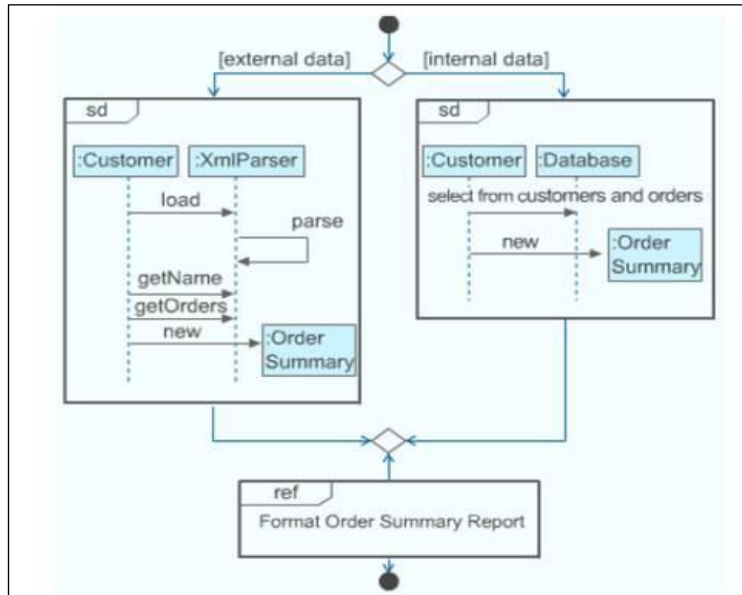 [external data]
[internal data]
sd
:Customer
:XmlParser
load
parse
getName
getOrders
new
:Order
Summary
sd
:Customer
:Database
select from customers and orders
new
:Order
Summary
ref
Format Order Summary Report